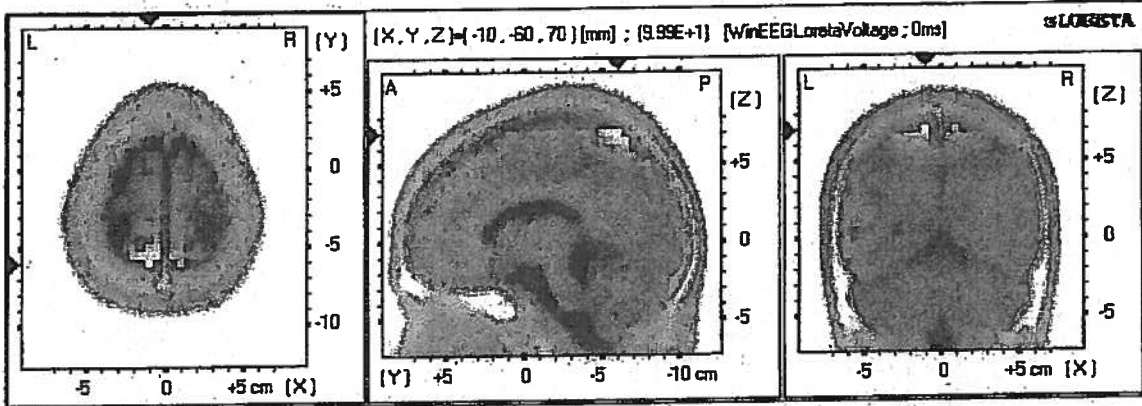 [X, Y, Z]=[-10, -60, 70] [mm] ; [9.99E+1] [WinEEGLoretaVoltage ; 0ms]
L R [Y]
+5
0
-5
-10
-5 0 +5 cm [X]
A P [Z]
+5
0
-5
[Y] +5 0 -5 -10 cm
L R [Z]
+5
0
-5
-5 0 +5 cm [X]